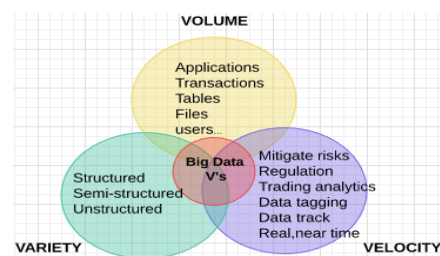 VOLUME
Applications
Transactions
Tables
Files
users...
Big Data
V's
Structured
Semi-structured
Unstructured
Mitigate risks
Regulation
Trading analytics
Data tagging
Data track
Real,near time
VARIETY
VELOCITY